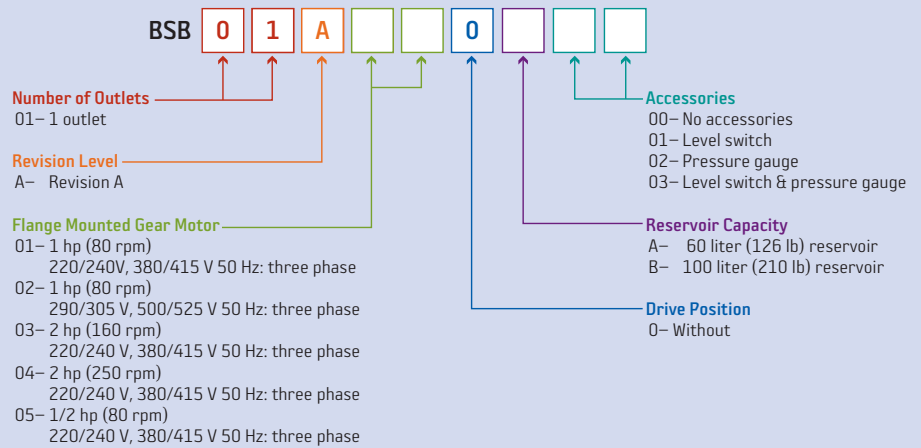 BSB 0 1 A 0
Number of Outlets
01– 1 outlet
Revision Level
A– Revision A
Flange Mounted Gear Motor
01– 1 hp (80 rpm)
220/240V, 380/415 V 50 Hz: three phase
02– 1 hp (80 rpm)
290/305 V, 500/525 V 50 Hz: three phase
03– 2 hp (160 rpm)
220/240 V, 380/415 V 50 Hz: three phase
04– 2 hp (250 rpm)
220/240 V, 380/415 V 50 Hz: three phase
05– 1/2 hp (80 rpm)
220/240 V, 380/415 V 50 Hz: three phase
Accessories
00– No accessories
01– Level switch
02– Pressure gauge
03– Level switch & pressure gauge
Reservoir Capacity
A– 60 liter (126 lb) reservoir
B– 100 liter (210 lb) reservoir
Drive Position
0– Without